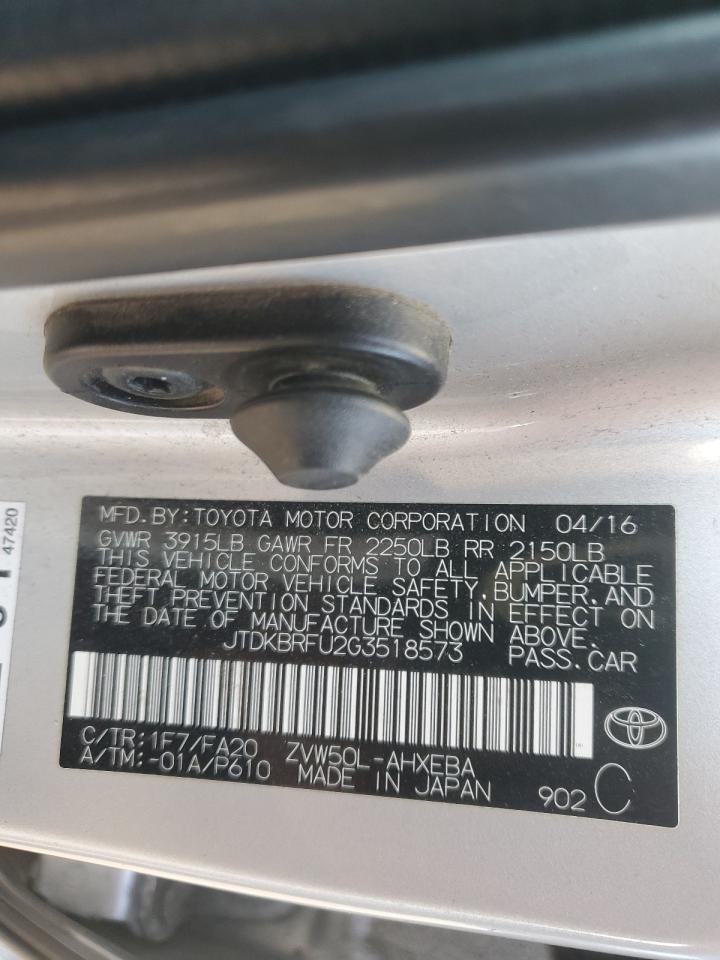 MFD. BY: TOYOTA MOTOR CORPORATION 04/16
GVWR 3915LB GAWR FR 2250LB RR 2150LB
THIS VEHICLE CONFORMS TO ALL APPLICABLE
FEDERAL MOTOR VEHICLE SAFETY, BUMPER, AND
THEFT PREVENTION STANDARDS IN EFFECT ON
THE DATE OF MANUFACTURE SHOWN ABOVE.
JTDKBRFU2G3518573 PASS. CAR
C/TR: 1F7/FA20 ZVW50L-AHXEBA
A/TM: -01A/P610 MADE IN JAPAN 902 C
47420